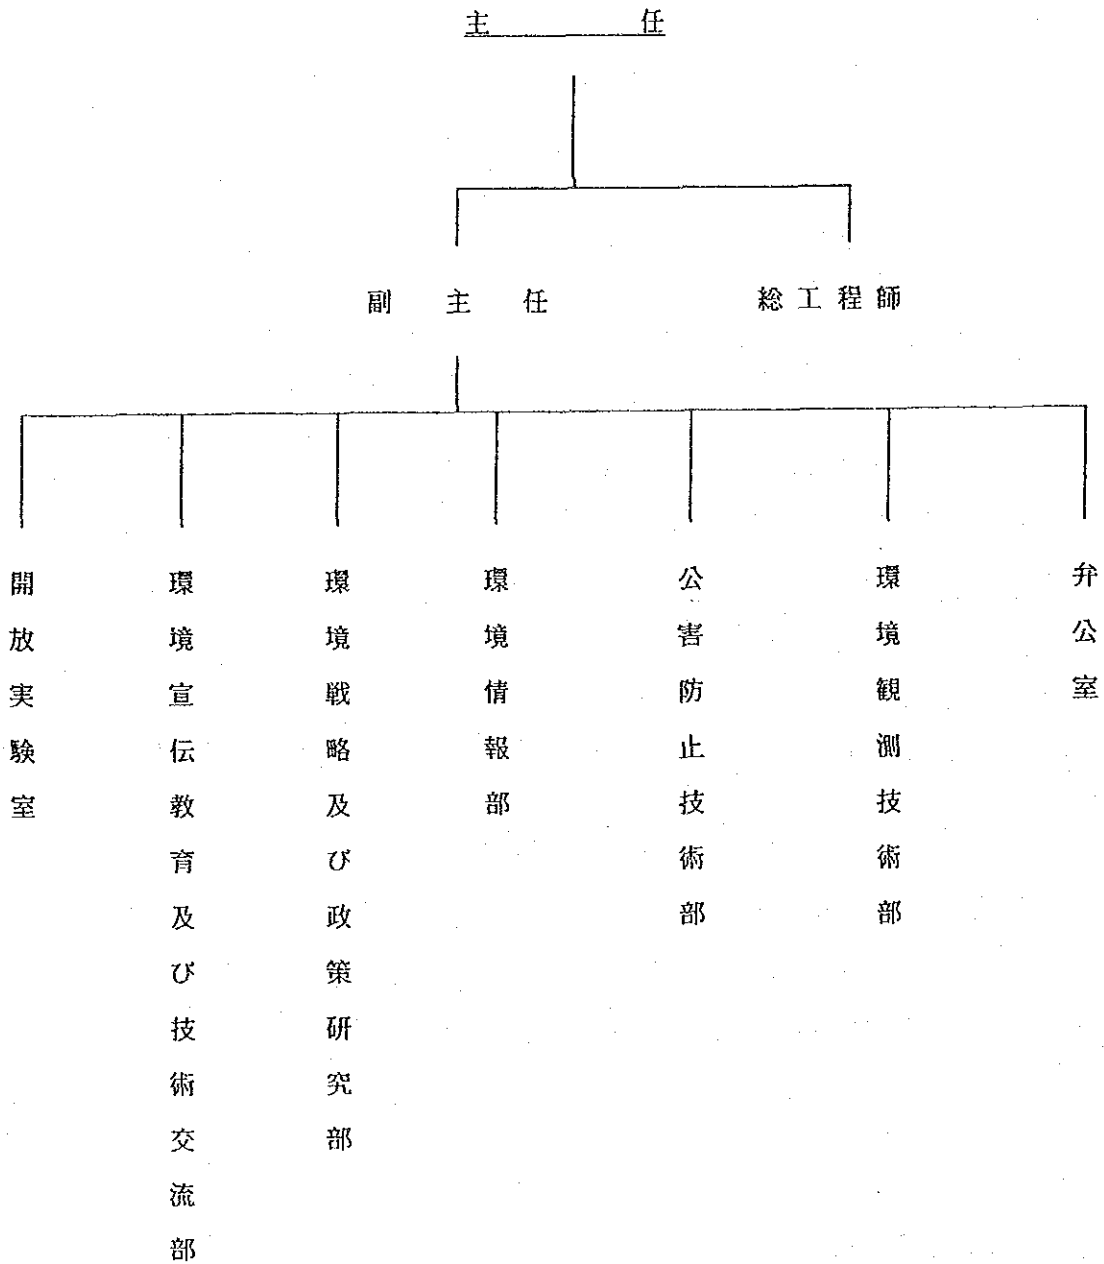 主任
副主任
総工程師
弁公室
環境観測技術部
公害防止技術部
環境情報部
環境戦略及び政策研究部
環境宣伝教育及び技術交流部
開放実験室